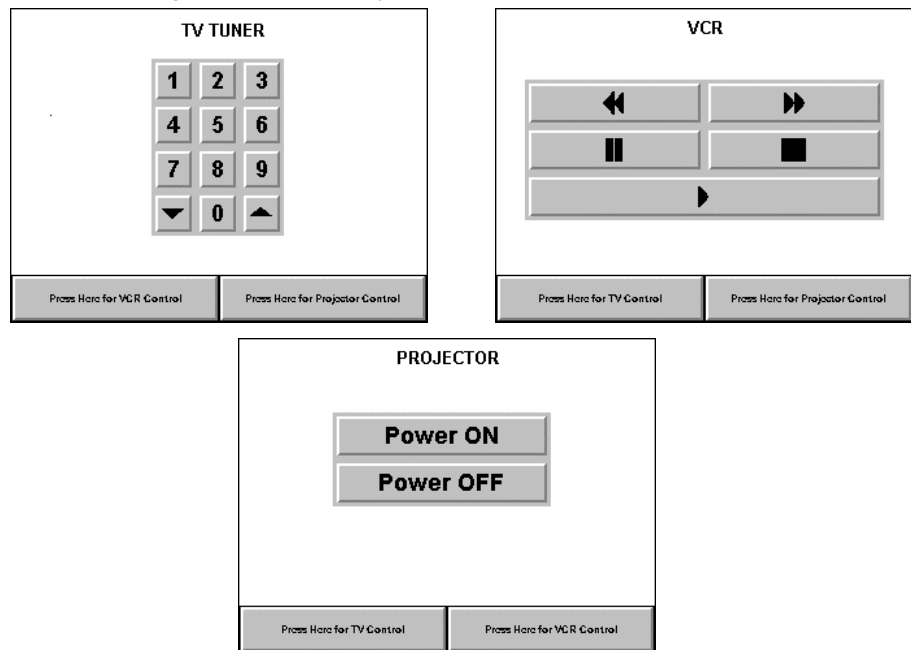 TV TUNER
1 2 3
4 5 6
7 8 9
0
Press Here for VCR Control
Press Here for Projector Control
VCR
Press Here for TV Control
Press Here for Projector Control
PROJECTOR
Power ON
Power OFF
Press Here for TV Control
Press Here for VCR Control